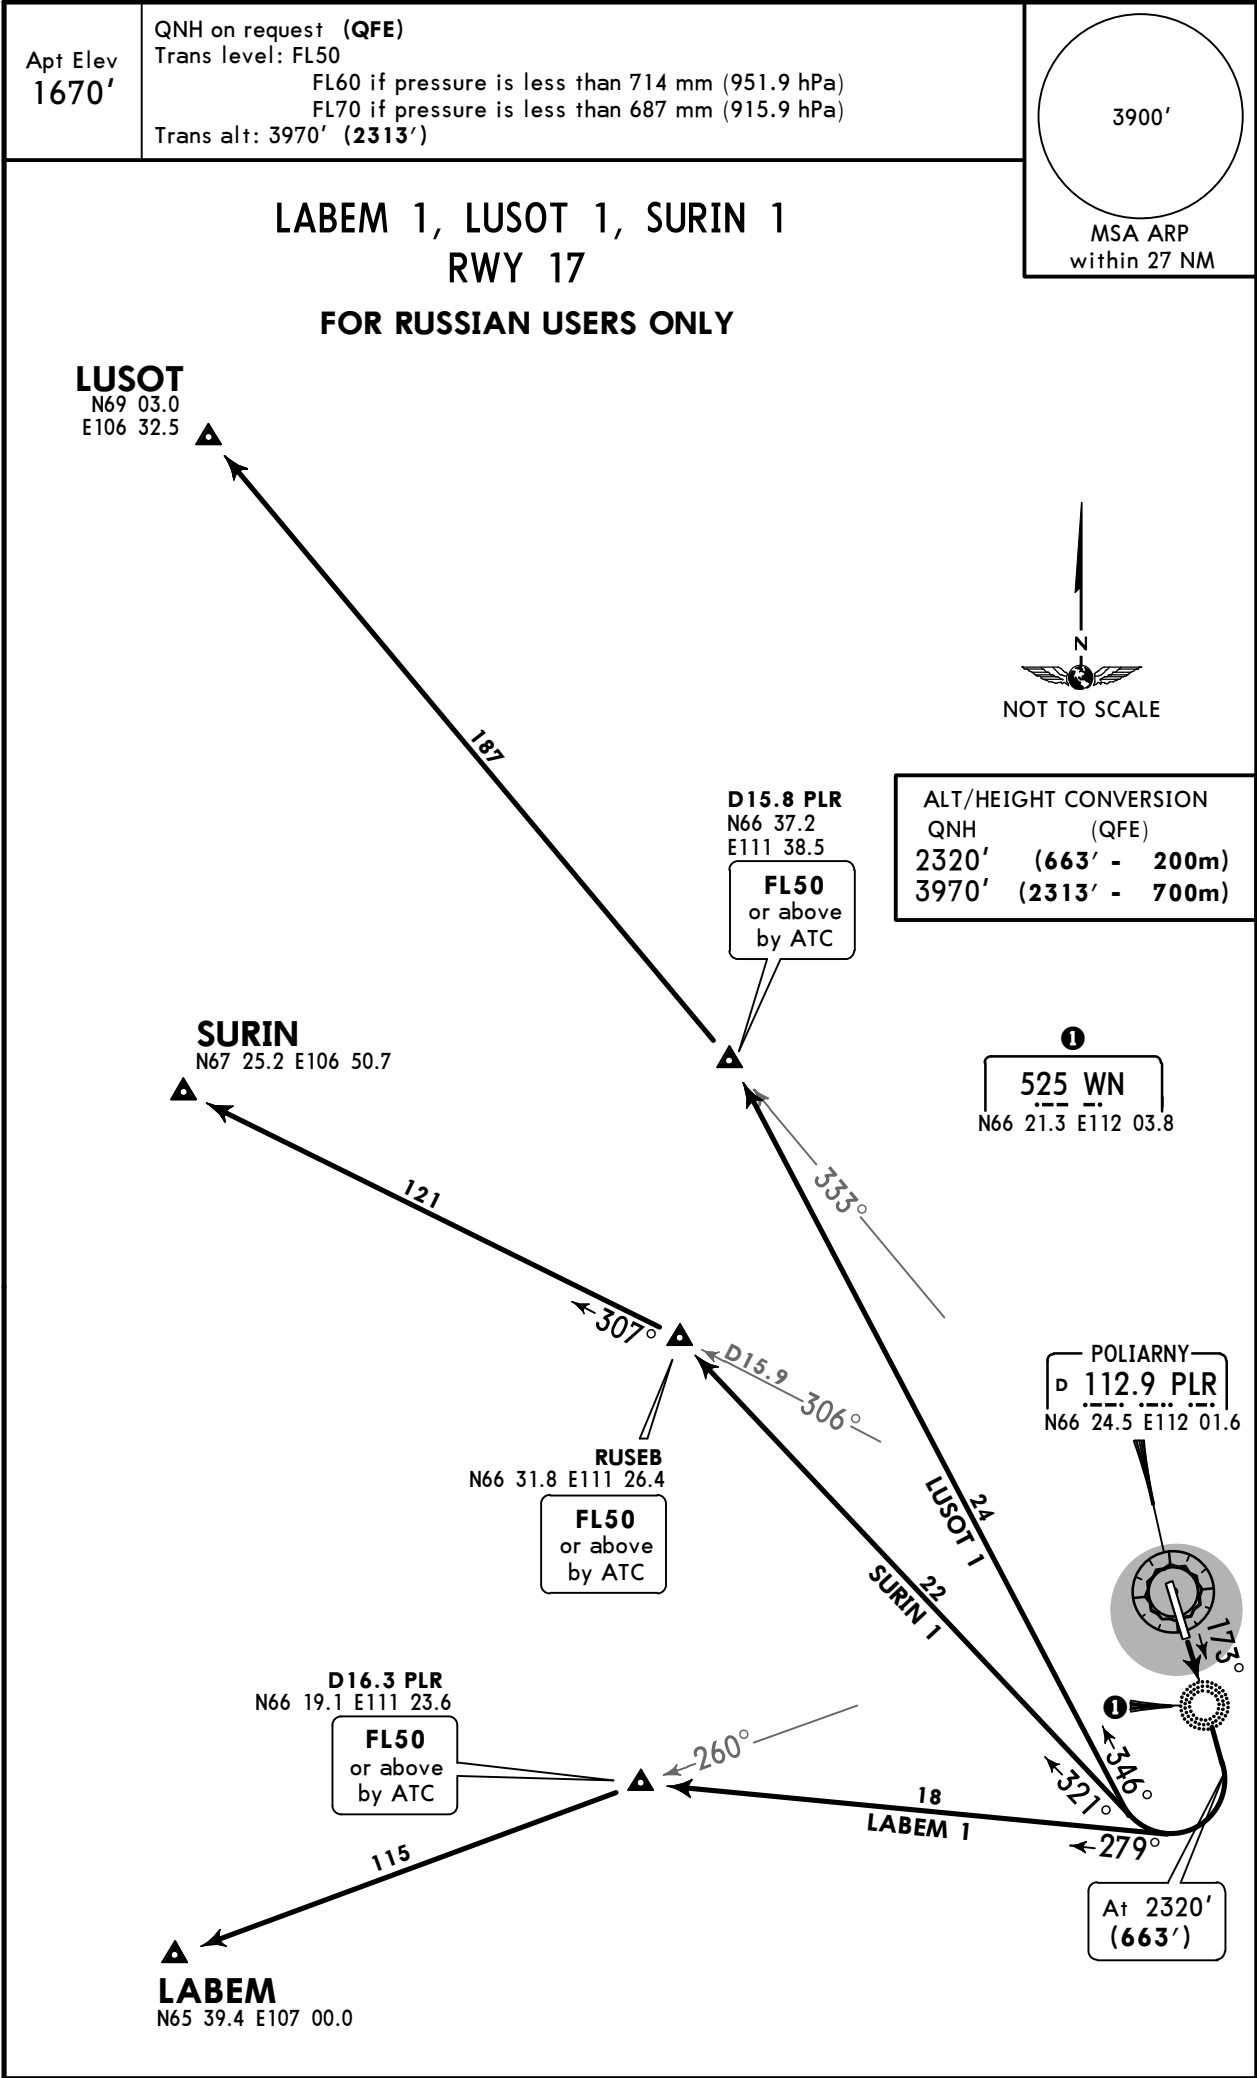 Apt Elev
1670'
QNH on request (QFE)
Trans level: FL50
FL60 if pressure is less than 714 mm (951.9 hPa)
FL70 if pressure is less than 687 mm (915.9 hPa)
Trans alt: 3970' (2313')
3900'
MSA ARP
within 27 NM
LABEM 1, LUSOT 1, SURIN 1
RWY 17
FOR RUSSIAN USERS ONLY
LUSOT
N69 03.0
E106 32.5
N
NOT TO SCALE
187
D15.8 PLR
N66 37.2
E111 38.5
FL50
or above
by ATC
ALT/HEIGHT CONVERSION
QNH (QFE)
2320' (663' - 200m)
3970' (2313' - 700m)
SURIN
N67 25.2 E106 50.7
1
525 WN
N66 21.3 E112 03.8
121
333°
307°
D15.9
306°
RUSEB
N66 31.8 E111 26.4
FL50
or above
by ATC
POLIARNY
D 112.9 PLR
N66 24.5 E112 01.6
24
LUSOT 1
22
SURIN 1
173°
D16.3 PLR
N66 19.1 E111 23.6
FL50
or above
by ATC
1
260°
346°
321°
18
LABEM 1
279°
115
At 2320'
(663')
LABEM
N65 39.4 E107 00.0